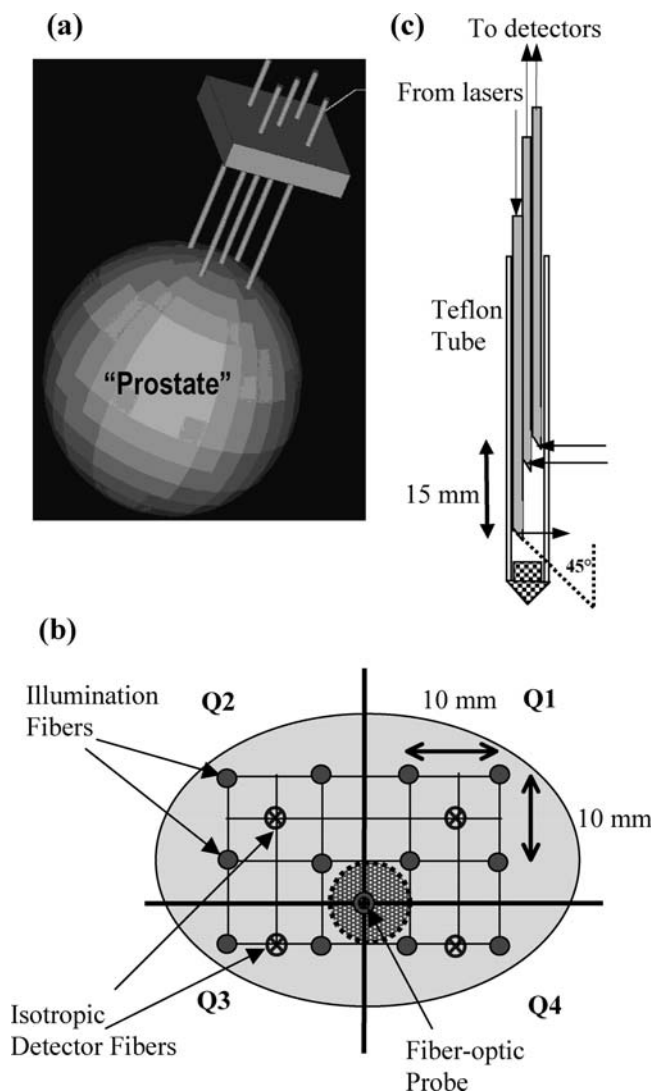 (a)
"Prostate"
(c)
To detectors
From lasers
Teflon
Tube
15 mm
45°
(b)
Illumination
Fibers
Q2
10 mm
Q1
10 mm
Q3
Q4
Isotropic
Detector Fibers
Fiber-optic
Probe